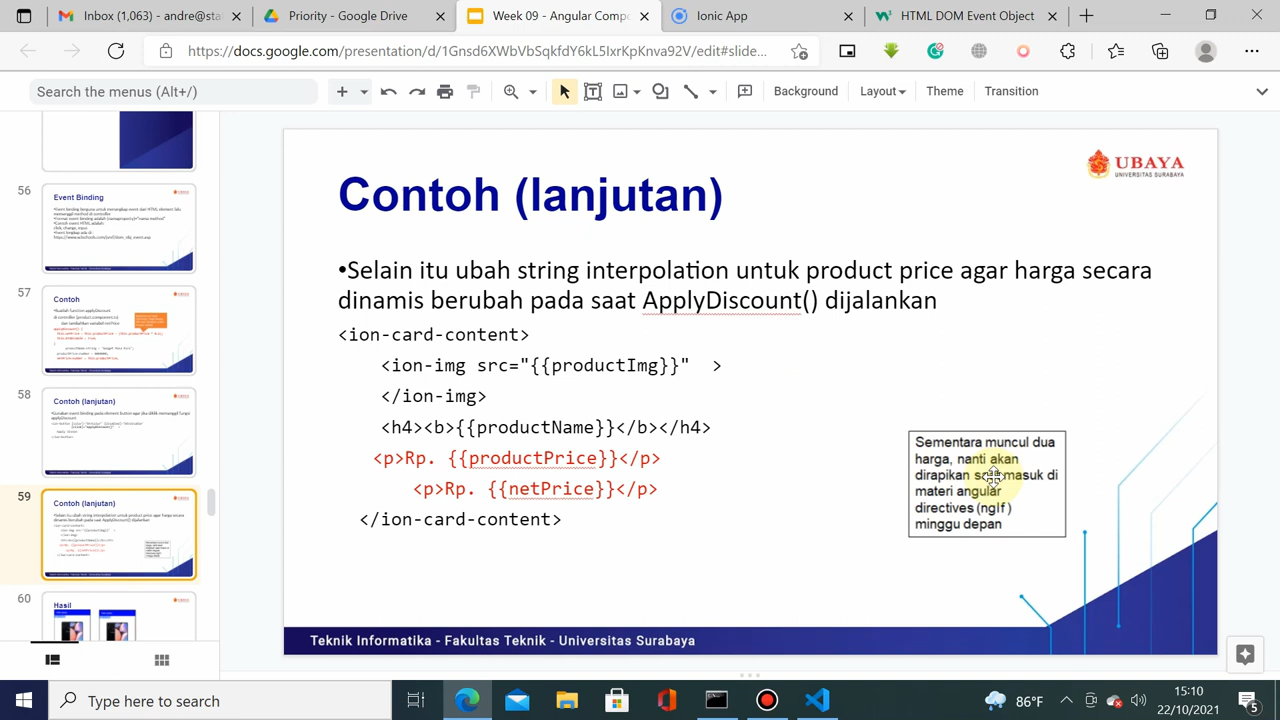 Inbox (1,063) - andre@sta
Priority - Google Drive
Week 09 - Angular Comp
Ionic App
HTML DOM Event Object
https://docs.google.com/presentation/d/1Gnsd6XWbVbSqkfdY6kL5IxrKpKnva92V/edit#slide...
Search the menus (Alt+/)
Background
Layout
Theme
Transition
56
Event Binding
57
Contoh
58
Contoh (lanjutan)
59
Contoh (lanjutan)
60
Hasil
UBAYA
UNIVERSITAS SURABAYA
Contoh (lanjutan)
•Selain itu ubah string interpolation untuk product price agar harga secara
dinamis berubah pada saat ApplyDiscount() dijalankan
<ion-card-content>
<ion-img src="{{productImg}}" >
</ion-img>
<h4><b>{{productName}}</b></h4>
<p>Rp. {{productPrice}}</p>
<p>Rp. {{netPrice}}</p>
</ion-card-content>
Sementara muncul dua
harga, nanti akan
dirapikan masuk di
materi angular
directives (ngIf)
minggu depan
Teknik Informatika - Fakultas Teknik - Universitas Surabaya
Type here to search
86°F
15:10
22/10/2021
5